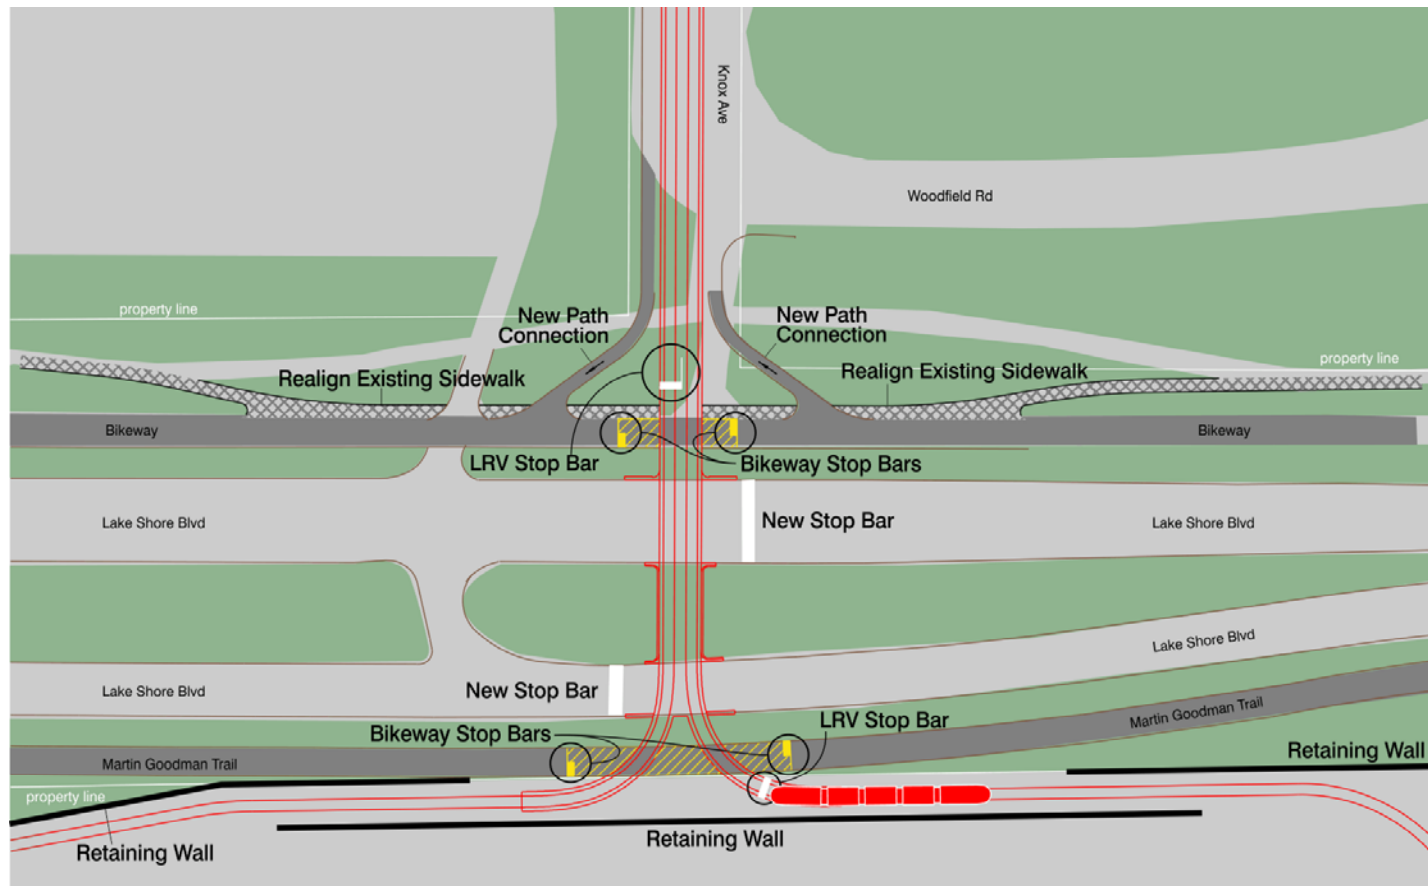 Knox Ave
Woodfield Rd
property line
New Path
Connection
New Path
Connection
property line
Realign Existing Sidewalk
Realign Existing Sidewalk
Bikeway
Bikeway
LRV Stop Bar
Bikeway Stop Bars
Lake Shore Blvd
New Stop Bar
Lake Shore Blvd
Lake Shore Blvd
Lake Shore Blvd
New Stop Bar
Martin Goodman Trail
LRV Stop Bar
Bikeway Stop Bars
Retaining Wall
Martin Goodman Trail
property line
Retaining Wall
Retaining Wall